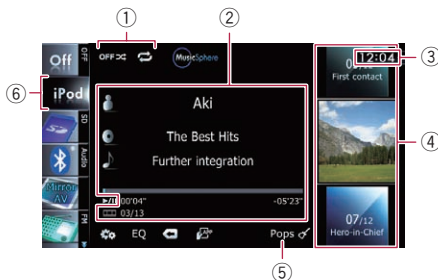 ① ② ③ ④ ⑤ ⑥
OFF
Off
iPod
SD
Audio
Mirror
AV
FM
OFF
MusicSphere
Aki
The Best Hits
Further integration
00'04"
-05'23"
03/13
EQ
Pops
12:04
First contact
07/12
Hero-in-Chief